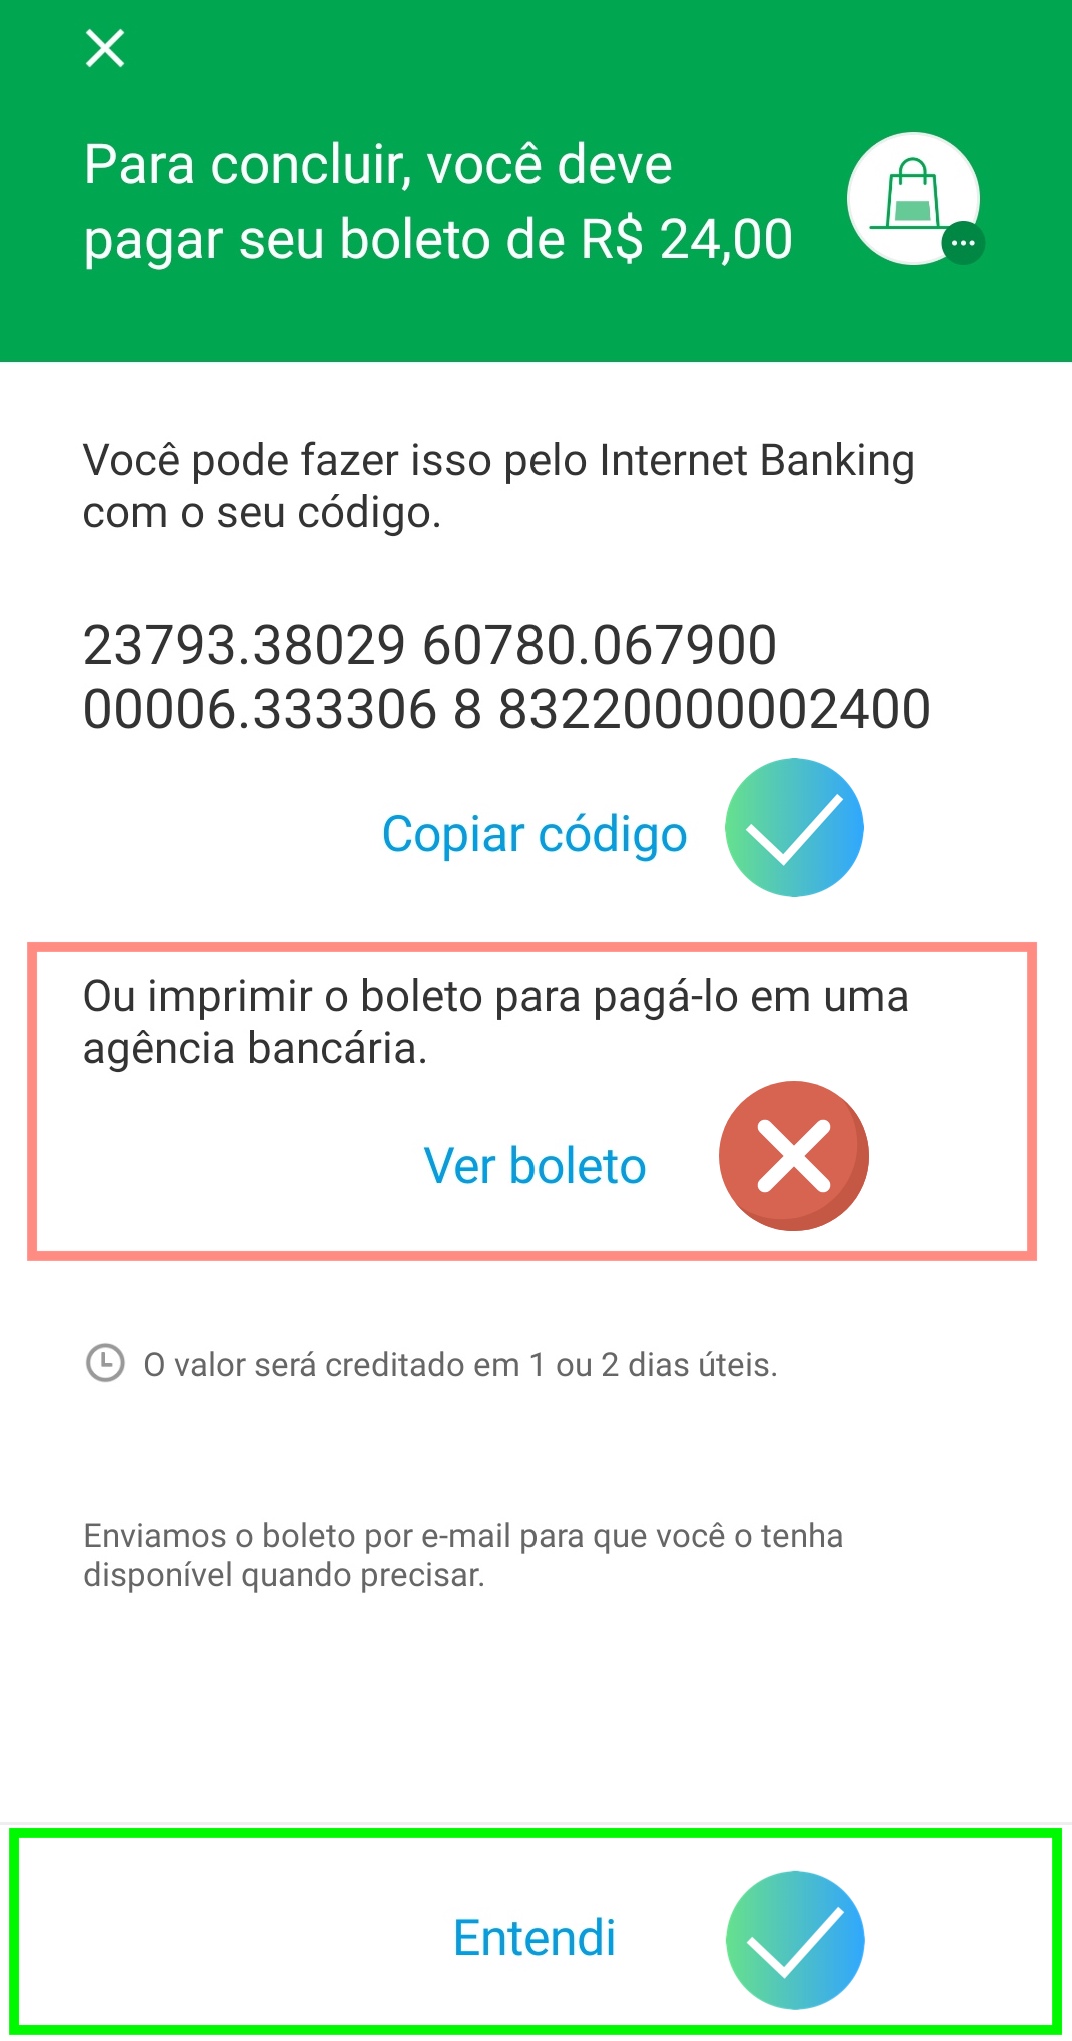 Para concluir, você deve
pagar seu boleto de R$ 24,00
Você pode fazer isso pelo Internet Banking
com o seu código.
23793.38029 60780.067900
00006.333306 8 83220000002400
Copiar código
Ou imprimir o boleto para pagá-lo em uma
agência bancária.
Ver boleto
O valor será creditado em 1 ou 2 dias úteis.
Enviamos o boleto por e-mail para que você o tenha
disponível quando precisar.
Entendi